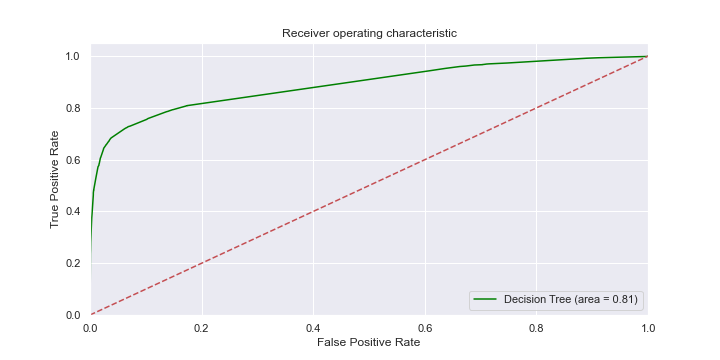 Receiver operating characteristic
True Positive Rate
1.0
0.8
0.6
0.4
0.2
0.0
0.0 0.2 0.4 0.6 0.8 1.0
False Positive Rate
Decision Tree (area = 0.81)